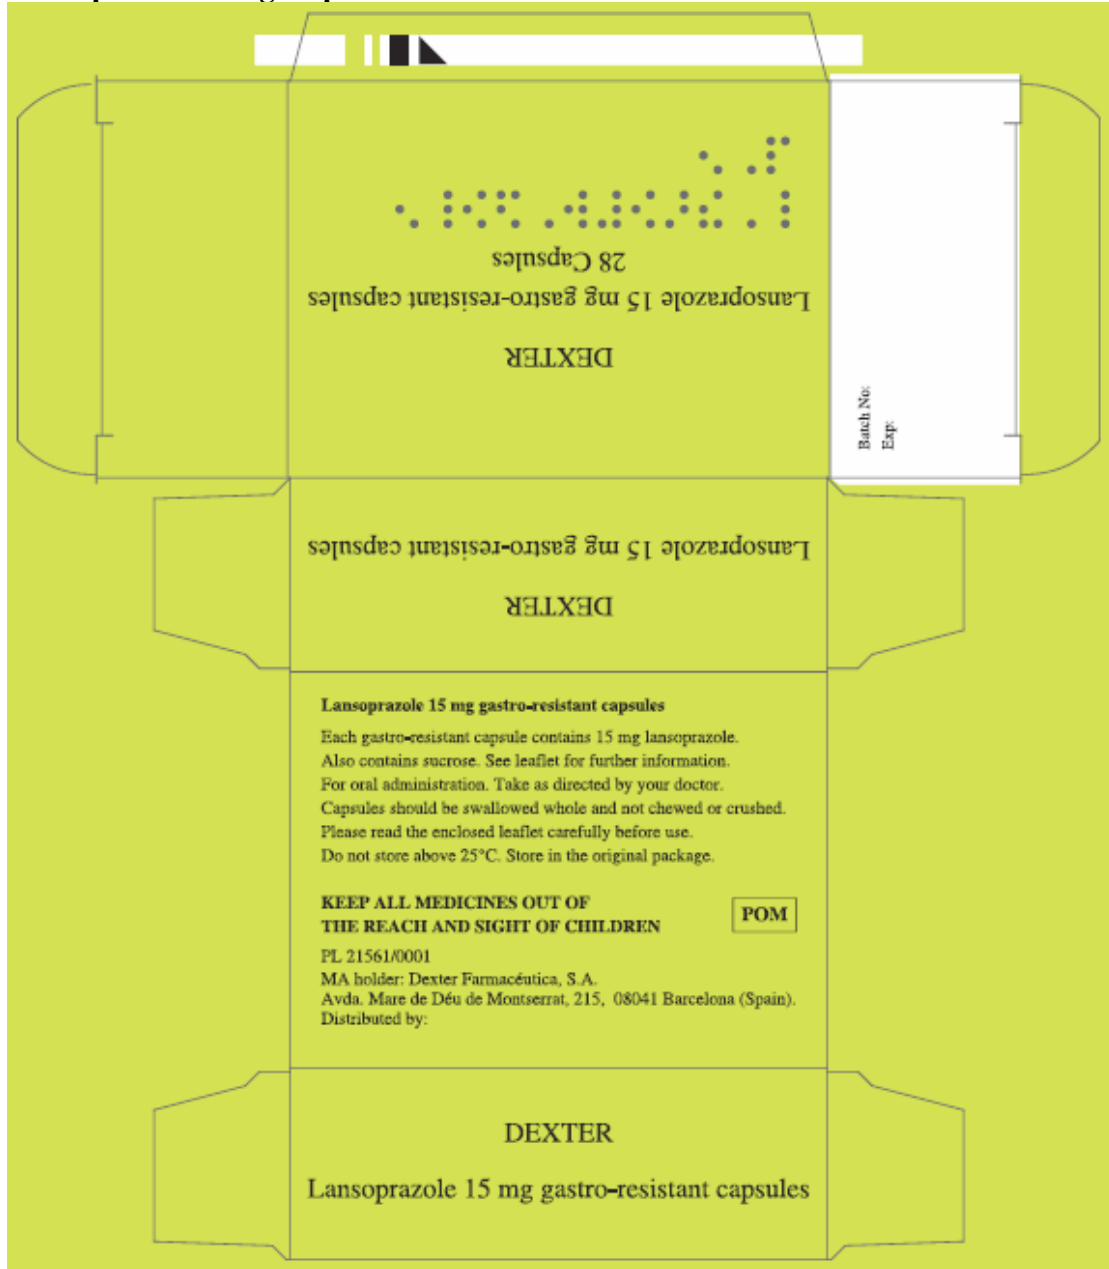 DEXTER
Lansoprazole 15 mg gastro-resistant capsules
28 Capsules
Batch No:
Exp:
DEXTER
Lansoprazole 15 mg gastro-resistant capsules
Lansoprazole 15 mg gastro-resistant capsules
Each gastro-resistant capsule contains 15 mg lansoprazole.
Also contains sucrose. See leaflet for further information.
For oral administration. Take as directed by your doctor.
Capsules should be swallowed whole and not chewed or crushed.
Please read the enclosed leaflet carefully before use.
Do not store above 25°C. Store in the original package.
KEEP ALL MEDICINES OUT OF
THE REACH AND SIGHT OF CHILDREN
POM
PL 21561/0001
MA holder: Dexter Farmacéutica, S.A.
Avda. Mare de Déu de Montserrat, 215, 08041 Barcelona (Spain).
Distributed by:
DEXTER
Lansoprazole 15 mg gastro-resistant capsules